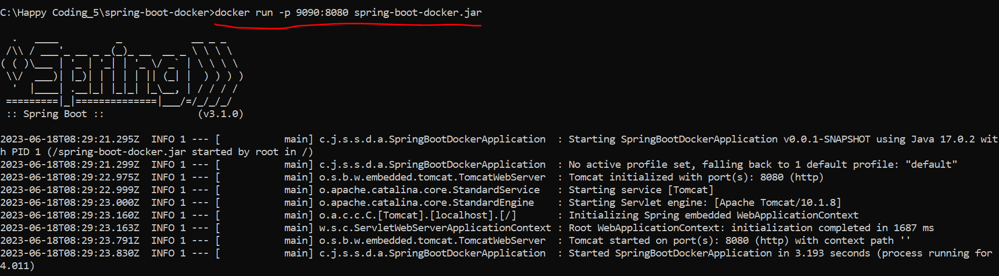 C:\Happy Coding_5\spring-boot-docker>docker run -p 9090:8080 spring-boot-docker.jar
  .   ____          _            __ _ _
 /\\ / ___'_ __ _ _(_)_ __  __ _ \ \ \ \
( ( )\___ | '_ | '_| | '_ \/ _` | \ \ \ \
 \\/  ___)| |_)| | | | | || (_| |  ) ) ) )
  '  |____| .__|_| |_|_| |_\__, | / / / /
 =========|_|==============|___/=/_/_/_/
 :: Spring Boot ::                (v3.1.0)
2023-06-18T08:29:21.295Z  INFO 1 --- [           main] c.j.s.s.d.a.SpringBootDockerApplication  : Starting SpringBootDockerApplication v0.0.1-SNAPSHOT using Java 17.0.2 wit
h PID 1 (/spring-boot-docker.jar started by root in /)
2023-06-18T08:29:21.299Z  INFO 1 --- [           main] c.j.s.s.d.a.SpringBootDockerApplication  : No active profile set, falling back to 1 default profile: "default"
2023-06-18T08:29:22.975Z  INFO 1 --- [           main] o.s.b.w.embedded.tomcat.TomcatWebServer  : Tomcat initialized with port(s): 8080 (http)
2023-06-18T08:29:22.999Z  INFO 1 --- [           main] o.apache.catalina.core.StandardService   : Starting service [Tomcat]
2023-06-18T08:29:23.000Z  INFO 1 --- [           main] o.apache.catalina.core.StandardEngine    : Starting Servlet engine: [Apache Tomcat/10.1.8]
2023-06-18T08:29:23.160Z  INFO 1 --- [           main] o.a.c.c.C.[Tomcat].[localhost].[/]       : Initializing Spring embedded WebApplicationContext
2023-06-18T08:29:23.163Z  INFO 1 --- [           main] w.s.c.ServletWebServerApplicationContext : Root WebApplicationContext: initialization completed in 1687 ms
2023-06-18T08:29:23.791Z  INFO 1 --- [           main] o.s.b.w.embedded.tomcat.TomcatWebServer  : Tomcat started on port(s): 8080 (http) with context path ''
2023-06-18T08:29:23.830Z  INFO 1 --- [           main] c.j.s.s.d.a.SpringBootDockerApplication  : Started SpringBootDockerApplication in 3.193 seconds (process running for
4.011)